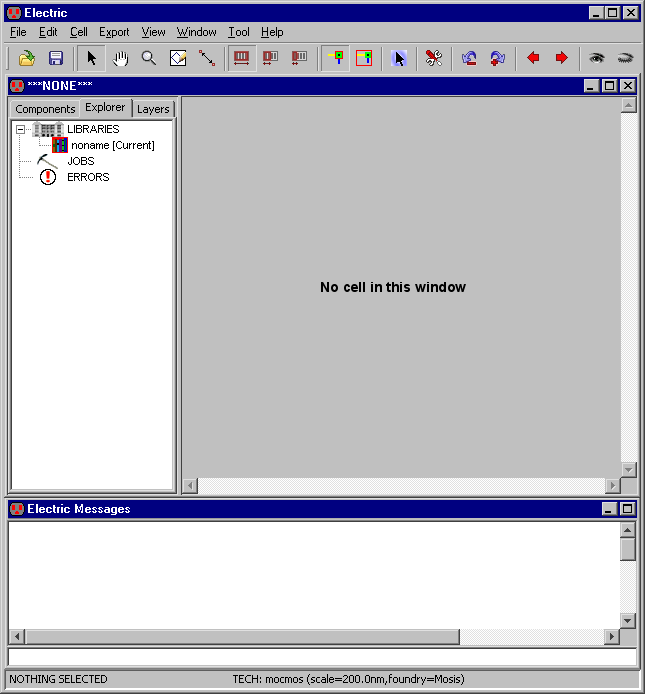 Electric
File Edit Cell Export View Window Tool Help
***NONE***
Components Explorer Layers
LIBRARIES
noname [Current]
JOBS
ERRORS
No cell in this window
Electric Messages
NOTHING SELECTED TECH: mocmos (scale=200.0nm,foundry=Mosis)